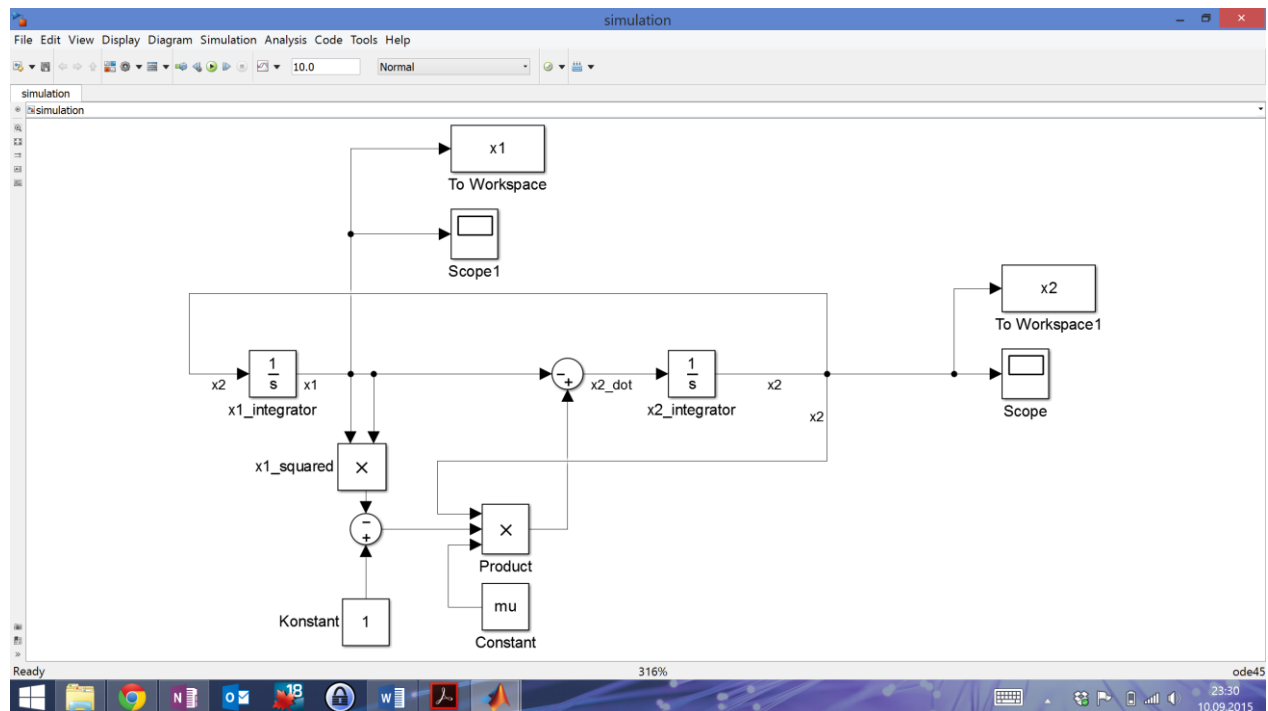 simulation
File Edit View Display Diagram Simulation Analysis Code Tools Help
10.0 Normal
simulation
simulation
x1
To Workspace
Scope1
x2
To Workspace1
1
s
x2 x1
x1_integrator
−
+
x2_dot
1
s
x2
x2_integrator
x2
Scope
x1_squared ×
−
+
×
Product
Konstant 1
mu
Constant
Ready 316% ode45
18
23:30
10.09.2015